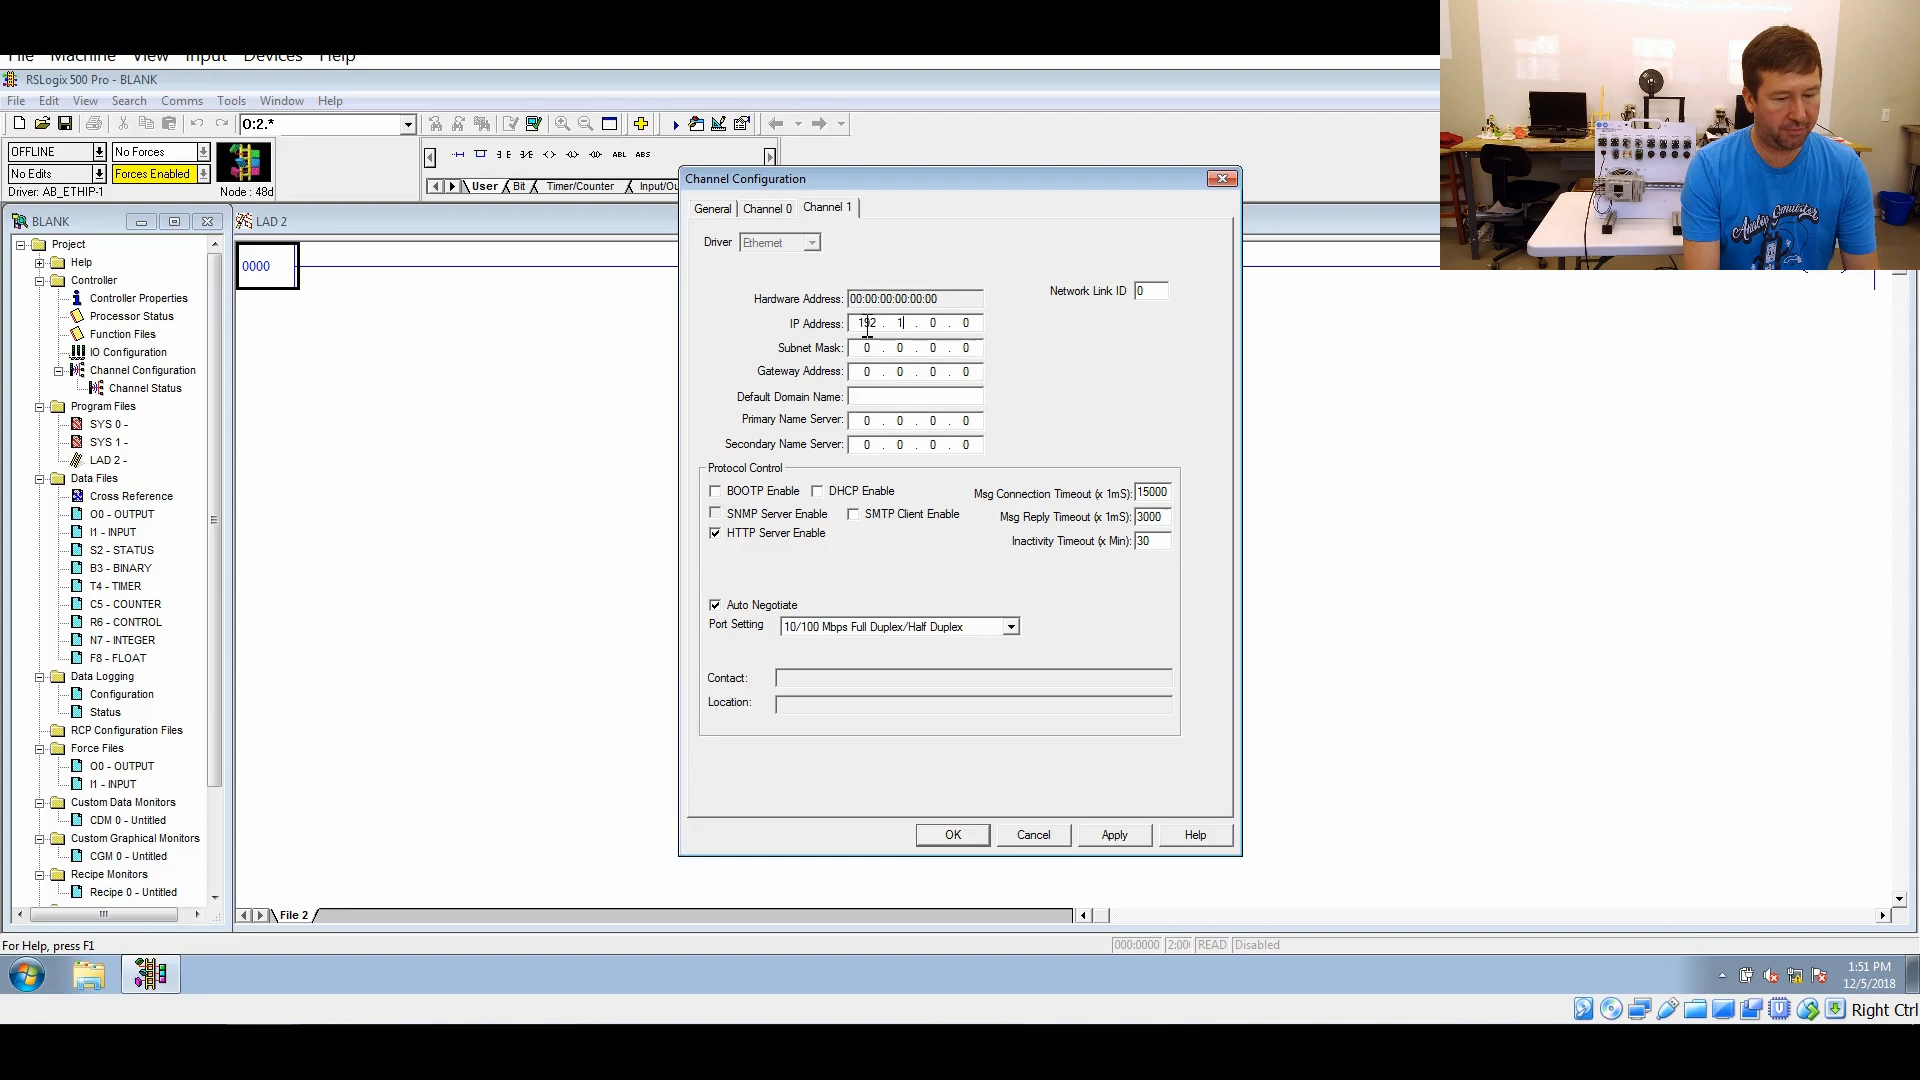 File Machine View Input Devices Help
RSLogix 500 Pro - BLANK
File Edit View Search Comms Tools Window Help
O:2.*
OFFLINE No Forces
No Edits Forces Enabled
Driver: AB_ETHIP-1 Node : 48d
ABL ABS
User Bit Timer/Counter Input/Ou
BLANK
Project
Help
Controller
Controller Properties
Processor Status
Function Files
IO Configuration
Channel Configuration
Channel Status
Program Files
SYS 0 -
SYS 1 -
LAD 2 -
Data Files
Cross Reference
O0 - OUTPUT
I1 - INPUT
S2 - STATUS
B3 - BINARY
T4 - TIMER
C5 - COUNTER
R6 - CONTROL
N7 - INTEGER
F8 - FLOAT
Data Logging
Configuration
Status
RCP Configuration Files
Force Files
O0 - OUTPUT
I1 - INPUT
Custom Data Monitors
CDM 0 - Untitled
Custom Graphical Monitors
CGM 0 - Untitled
Recipe Monitors
Recipe 0 - Untitled
LAD 2
0000
File 2
Channel Configuration
General Channel 0 Channel 1
Driver Ethernet
Hardware Address: 00:00:00:00:00:00
Network Link ID 0
IP Address: 192 . 1 . 0 . 0
Subnet Mask: 0 . 0 . 0 . 0
Gateway Address: 0 . 0 . 0 . 0
Default Domain Name:
Primary Name Server: 0 . 0 . 0 . 0
Secondary Name Server: 0 . 0 . 0 . 0
Protocol Control
BOOTP Enable DHCP Enable
SNMP Server Enable SMTP Client Enable
HTTP Server Enable
Msg Connection Timeout (x 1mS): 15000
Msg Reply Timeout (x 1mS): 3000
Inactivity Timeout (x Min): 30
Auto Negotiate
Port Setting 10/100 Mbps Full Duplex/Half Duplex
Contact:
Location:
OK Cancel Apply Help
For Help, press F1
000:0000 2:00 READ Disabled
1:51 PM
12/5/2018
Right Ctrl
Analog Simulator